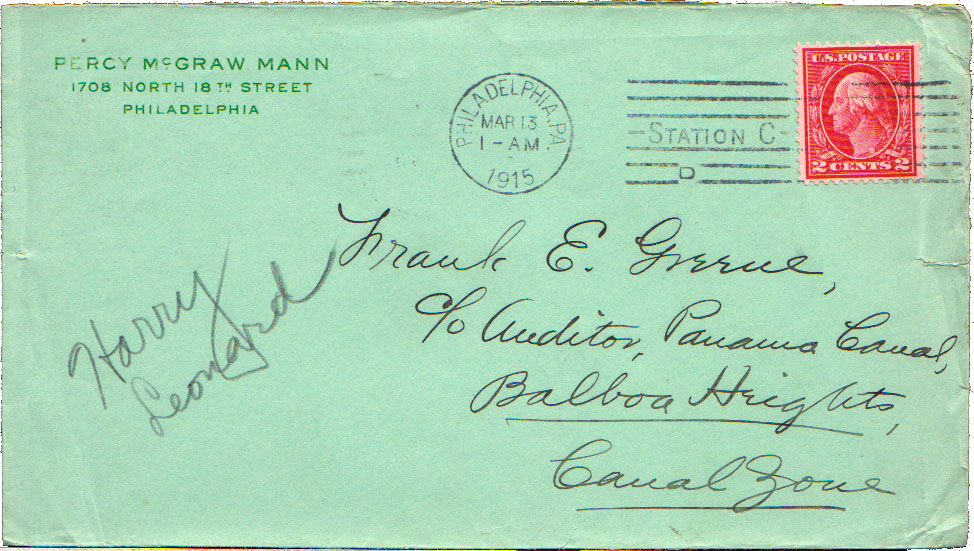 PERCY McGRAW MANN
1708 NORTH 18TH STREET
PHILADELPHIA
PHILADELPHIA, PA.
MAR 13
1-AM
1915
STATION C
D
U.S. POSTAGE
2 CENTS 2
Frank E. Greene,
c/o Auditor, Panama Canal,
Balboa Heights,
Canal Zone
Harry
Leonard